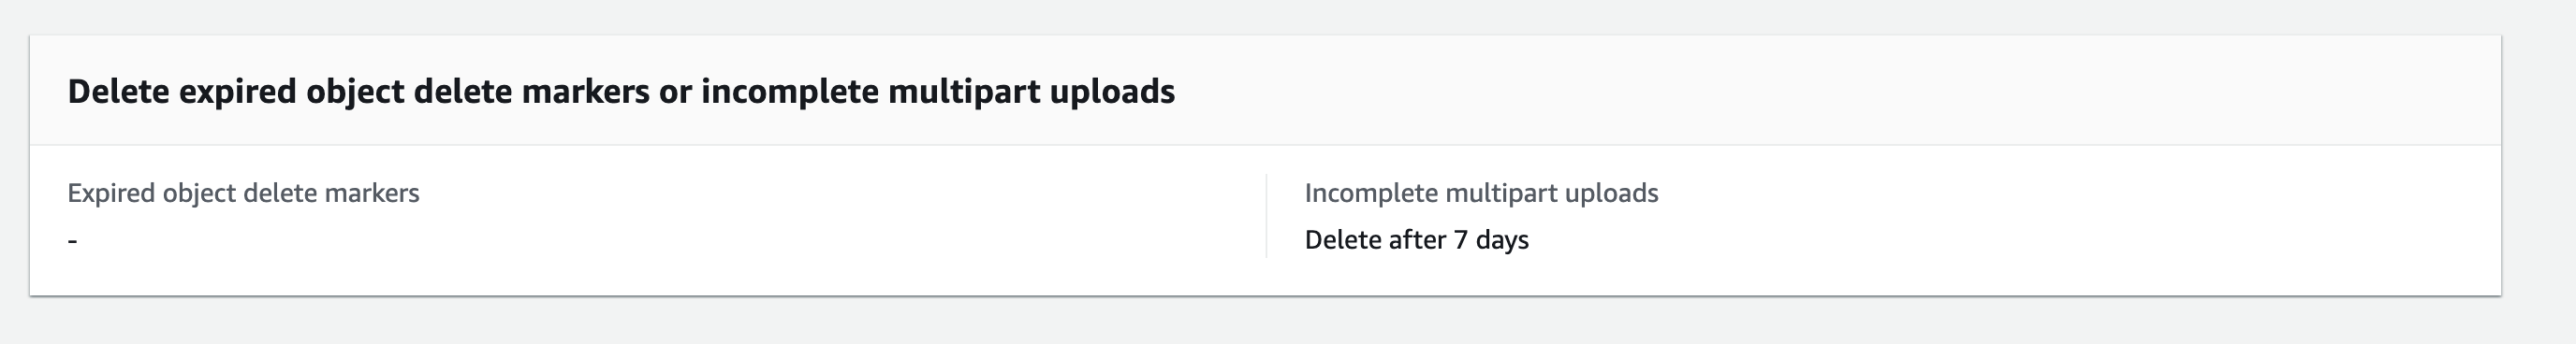 Delete expired object delete markers or incomplete multipart uploads
Expired object delete markers
-
Incomplete multipart uploads
Delete after 7 days